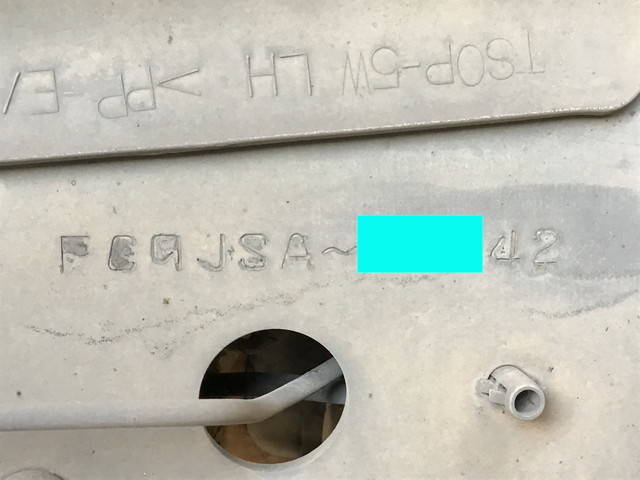 TSOP-5W LH >PP-E/
FE9JSA~ 42